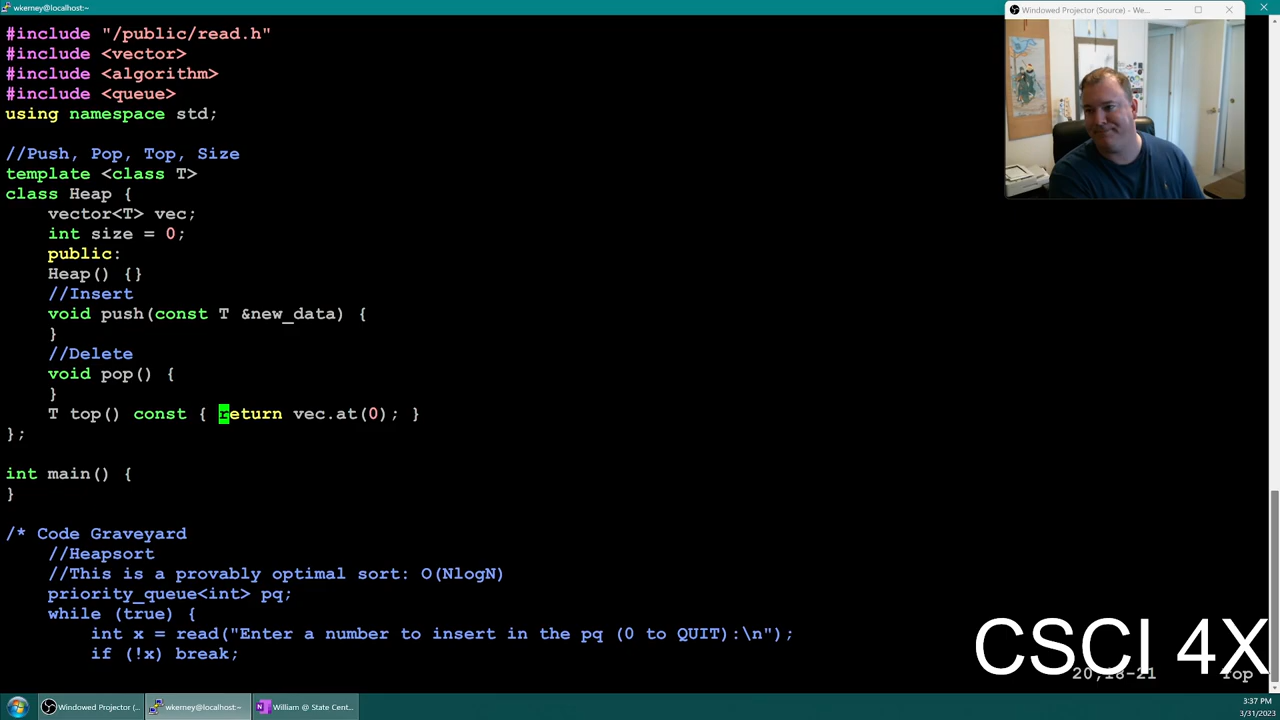 wkerney@localhost:~
Windowed Projector (Source) - We...
#include "/public/read.h"
#include <vector>
#include <algorithm>
#include <queue>
using namespace std;
//Push, Pop, Top, Size
template <class T>
class Heap {
    vector<T> vec;
    int size = 0;
    public:
    Heap() {}
    //Insert
    void push(const T &new_data) {
    }
    //Delete
    void pop() {
    }
    T top() const { return vec.at(0); }
};
int main() {
}
/* Code Graveyard
    //Heapsort
    //This is a provably optimal sort: O(NlogN)
    priority_queue<int> pq;
    while (true) {
        int x = read("Enter a number to insert in the pq (0 to QUIT):\n");
        if (!x) break;
CSCI 4X
20,18-21 Top
Windowed Projector (...
wkerney@localhost:~
William @ State Cent...
3:37 PM
3/31/2023